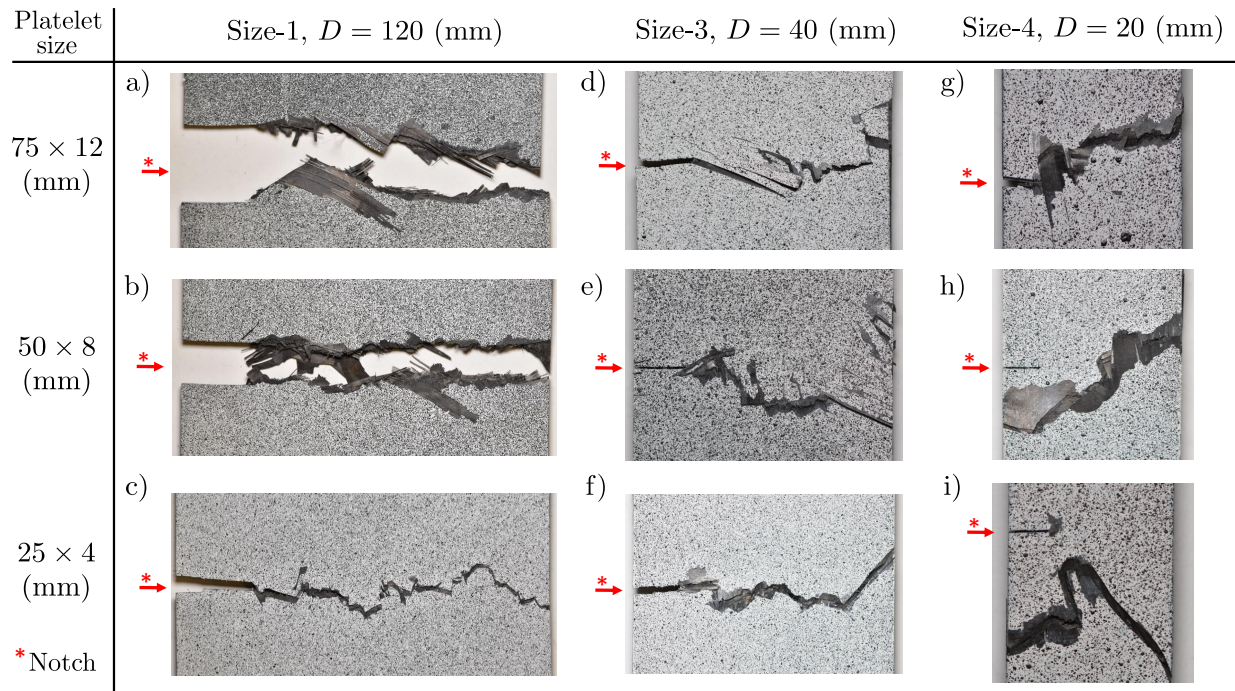 Platelet size
Size-1, D = 120 (mm)
Size-3, D = 40 (mm)
Size-4, D = 20 (mm)
75 × 12 (mm)
a)
*
d)
*
g)
*
50 × 8 (mm)
b)
*
e)
*
h)
*
25 × 4 (mm)
c)
*
f)
*
i)
*
*Notch